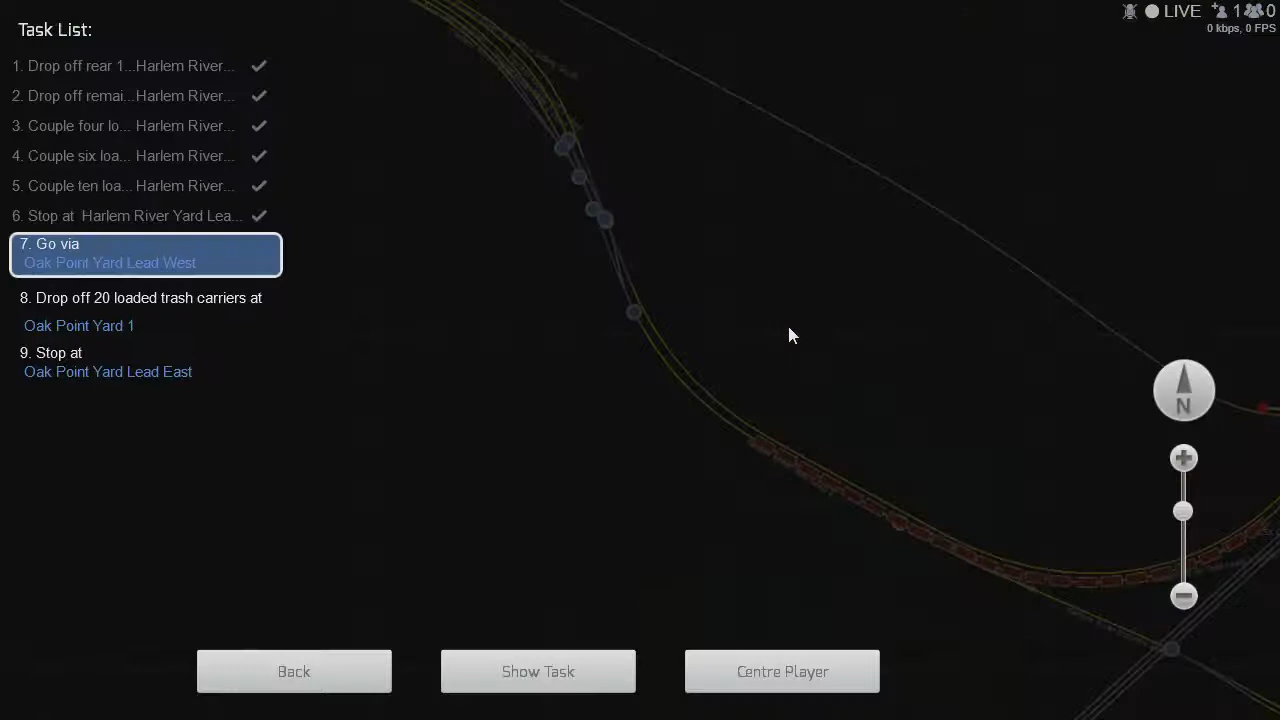 Task List:
LIVE 1 0
0 kbps, 0 FPS
1. Drop off rear 1...Harlem River...
2. Drop off remai... Harlem River...
3. Couple four lo... Harlem River...
4. Couple six loa... Harlem River...
5. Couple ten loa... Harlem River...
6. Stop at Harlem River Yard Lea...
7. Go via
Oak Point Yard Lead West
8. Drop off 20 loaded trash carriers at
Oak Point Yard 1
9. Stop at
Oak Point Yard Lead East
N
Back
Show Task
Centre Player